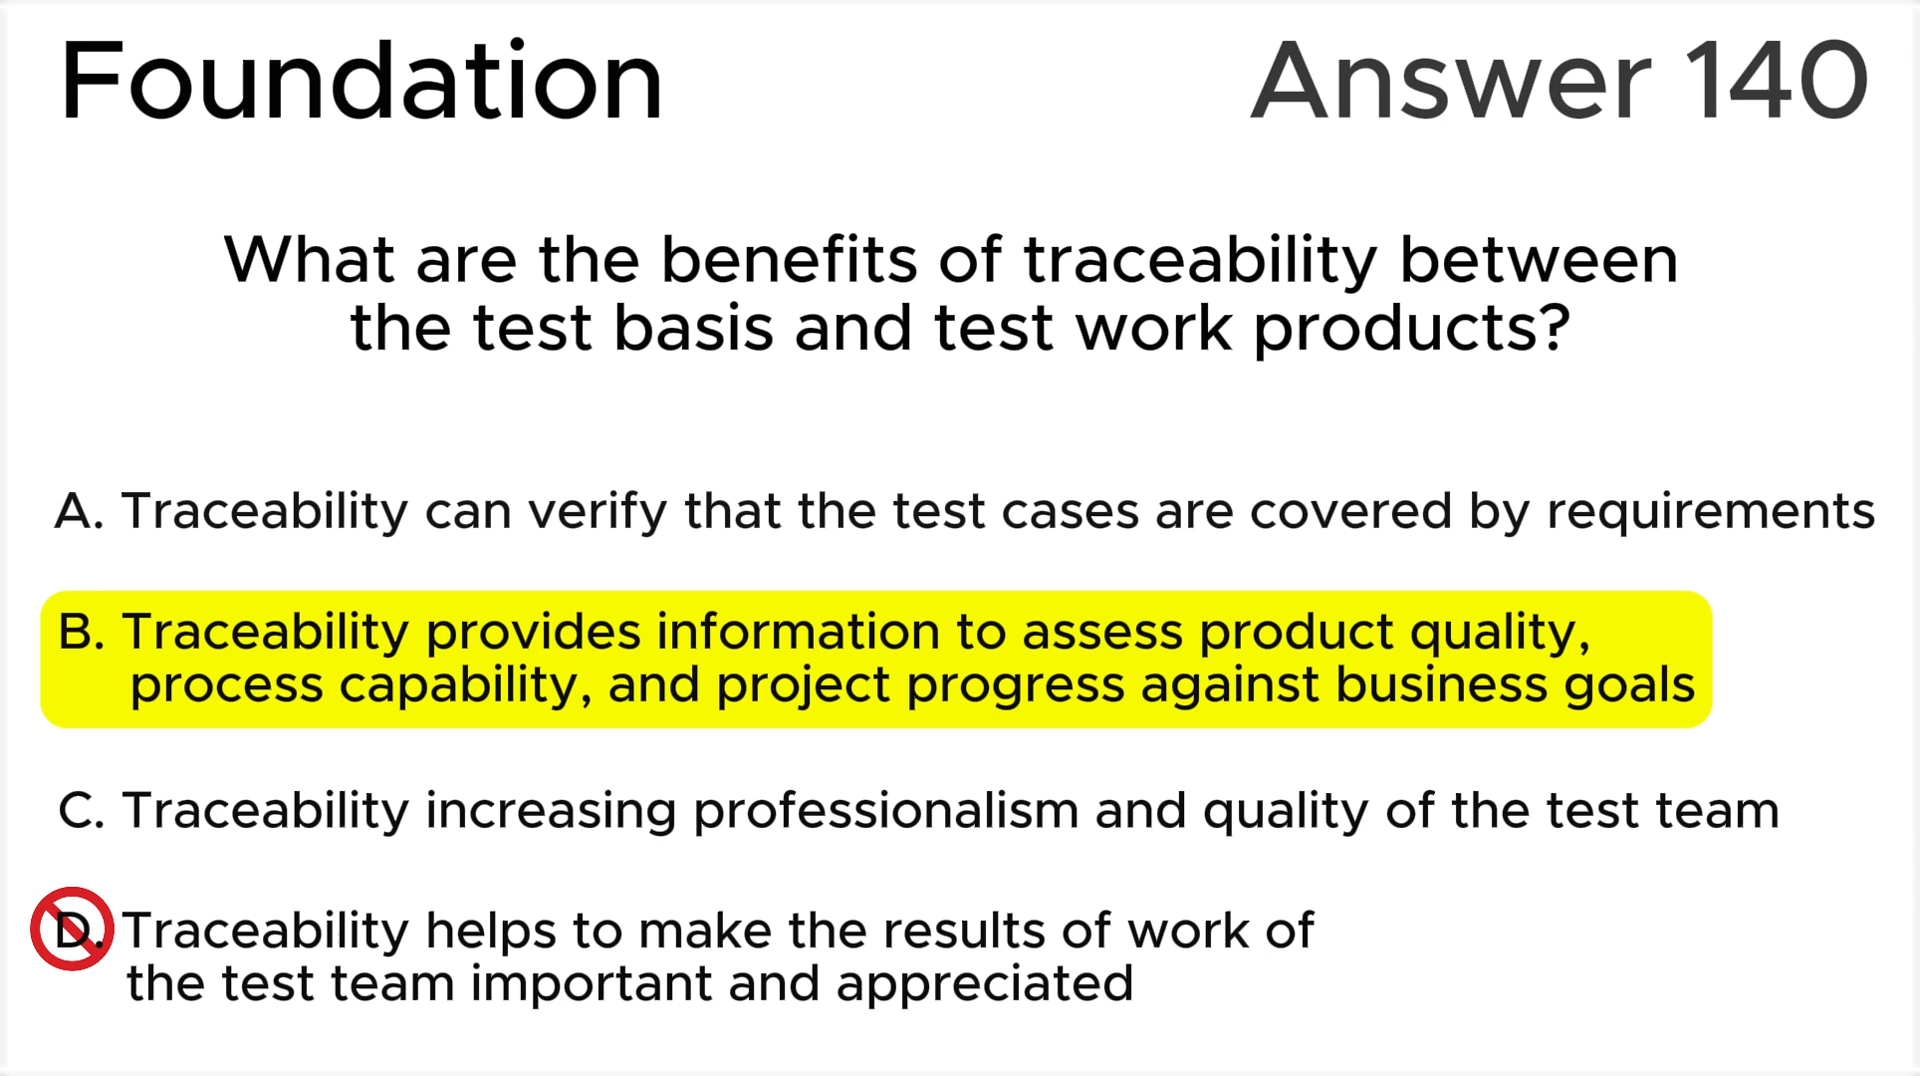 Foundation
Answer 140
What are the benefits of traceability between
the test basis and test work products?
A. Traceability can verify that the test cases are covered by requirements
B. Traceability provides information to assess product quality,
process capability, and project progress against business goals
C. Traceability increasing professionalism and quality of the test team
D. Traceability helps to make the results of work of
the test team important and appreciated